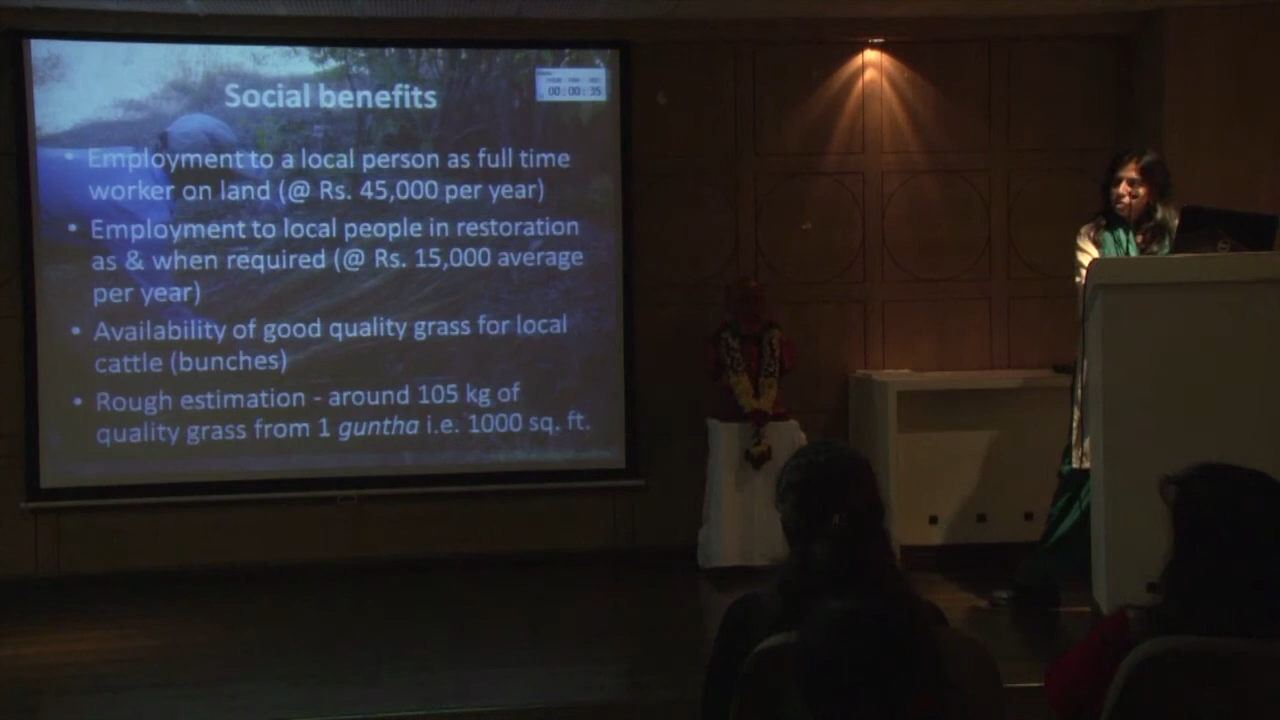 Social benefits
00:00:35
• Employment to a local person as full time
worker on land (@ Rs. 45,000 per year)
• Employment to local people in restoration
as & when required (@ Rs. 15,000 average
per year)
• Availability of good quality grass for local
cattle (bunches)
• Rough estimation - around 105 kg of
quality grass from 1 guntha i.e. 1000 sq. ft.